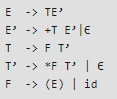 E  -> TE’
E’ -> +T E’|Є
T  -> F T’
T’ -> *F T’ | Є
F  -> (E) | id